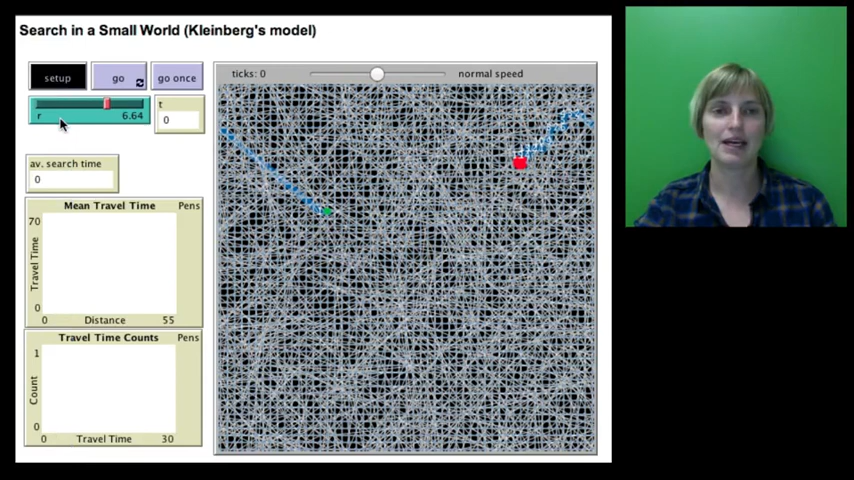 Search in a Small World (Kleinberg's model)
setup
go
go once
ticks: 0
normal speed
r
6.64
t
0
av. search time
0
Mean Travel Time
Pens
70
Travel Time
0
0
Distance
55
Travel Time Counts
Pens
1
Count
0
0
Travel Time
30